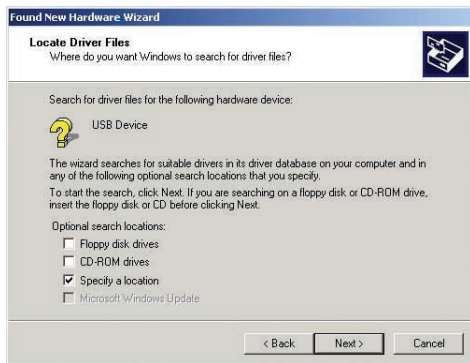 Found New Hardware Wizard
Locate Driver Files
Where do you want Windows to search for driver files?
Search for driver files for the following hardware device:
USB Device
The wizard searches for suitable drivers in its driver database on your computer and in
any of the following optional search locations that you specify.
To start the search, click Next. If you are searching on a floppy disk or CD-ROM drive,
insert the floppy disk or CD before clicking Next.
Optional search locations:
Floppy disk drives
CD-ROM drives
Specify a location
Microsoft Windows Update
< Back Next > Cancel